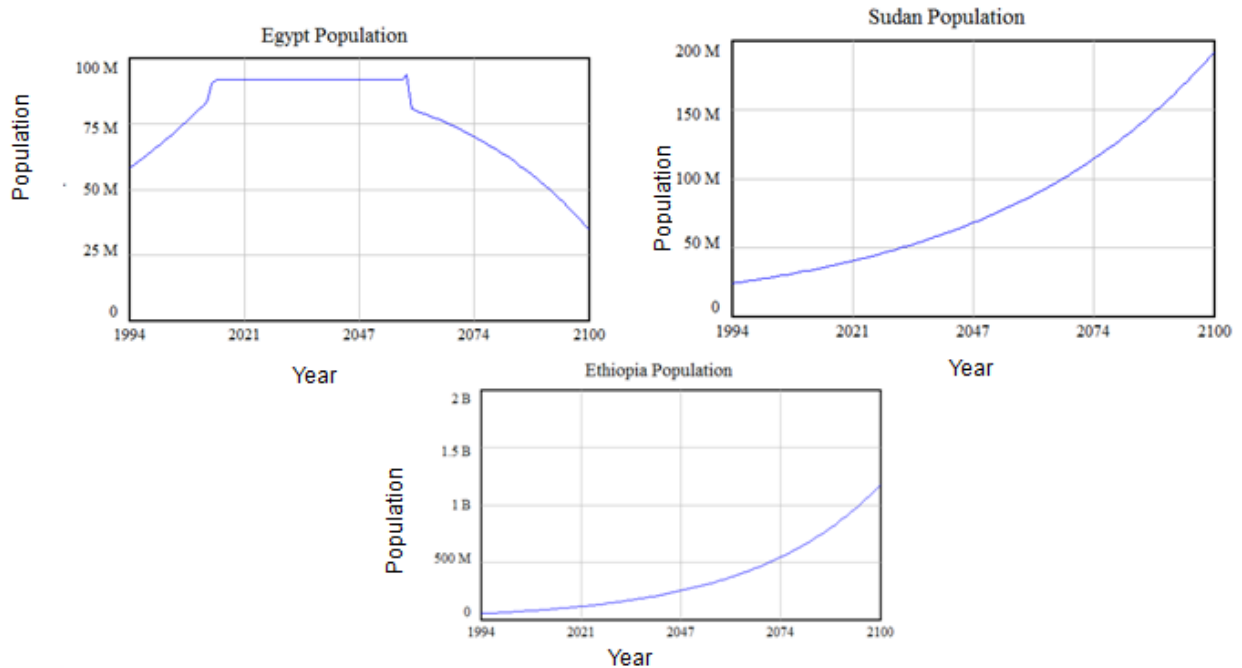 Egypt Population
100 M
75 M
50 M
25 M
0
1994 2021 2047 2074 2100
Population
Year
Sudan Population
200 M
150 M
100 M
50 M
0
1994 2021 2047 2074 2100
Population
Year
Ethiopia Population
2 B
1.5 B
1 B
500 M
0
1994 2021 2047 2074 2100
Population
Year